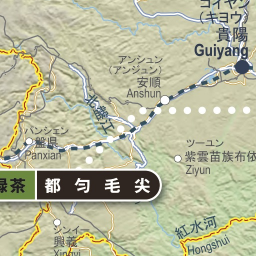 コイヤン
(キヨウ)
貴陽
Guiyang
アンシュン
(アンジュン)
安順
Anshun
北盤江
パンシェン
盤県
Panxian
ツーユン
紫雲苗族布依
Ziyun
緑茶 都匀毛尖
シンイー
興義
Xingyi
紅水河
Hongshui